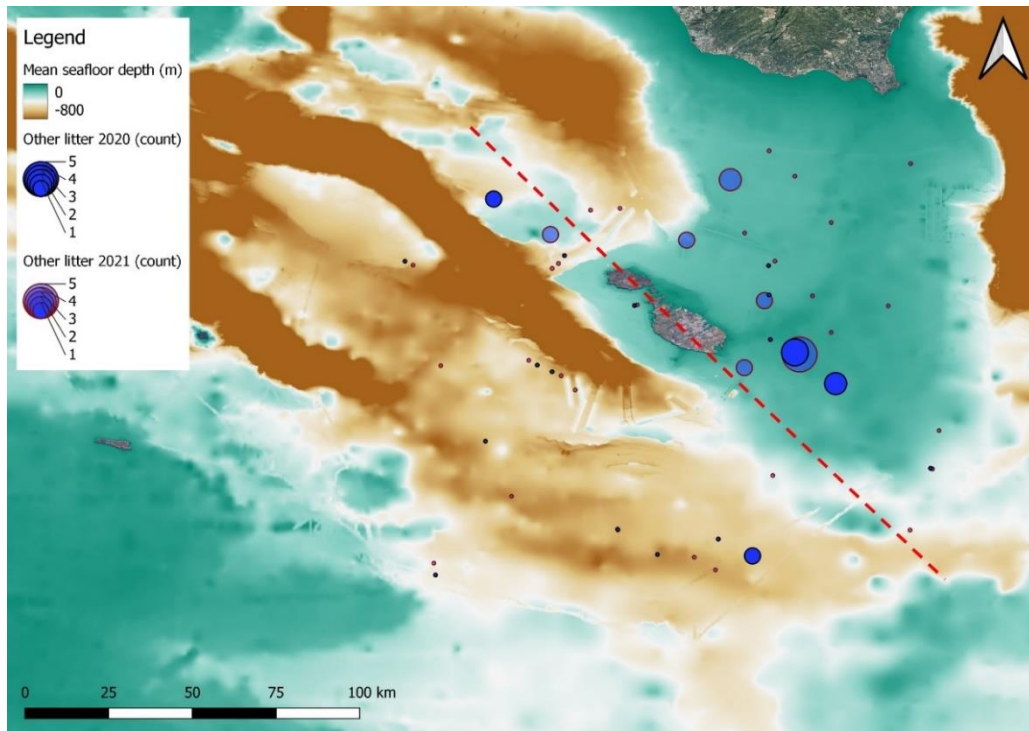 Legend
Mean seafloor depth (m)
0
-800
Other litter 2020 (count)
5
4
3
2
1
Other litter 2021 (count)
5
4
3
2
1
0 25 50 75 100 km